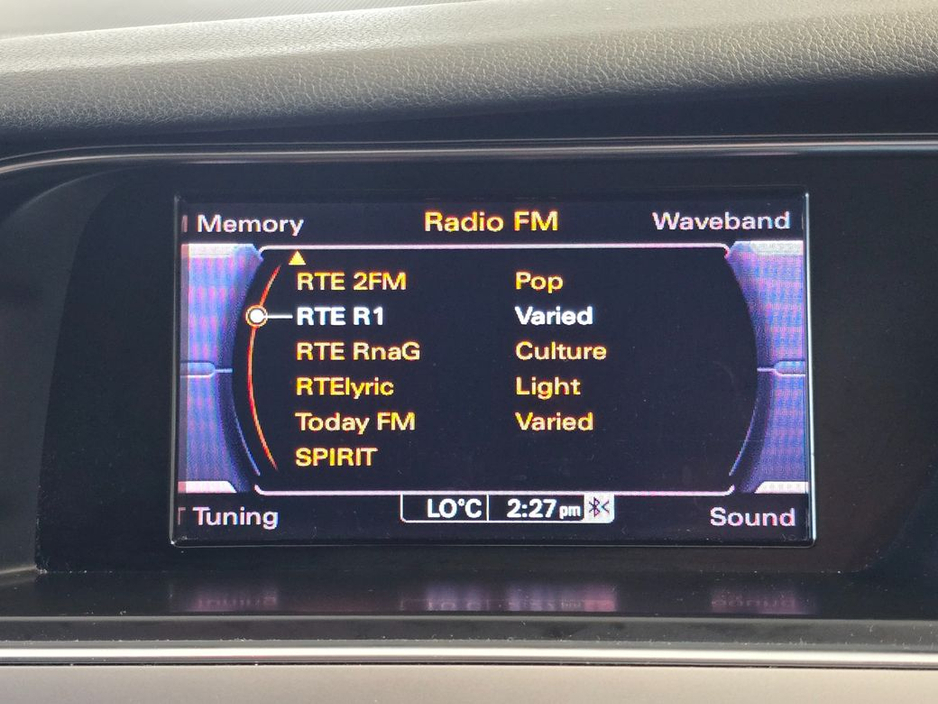 Memory Radio FM Waveband
RTE 2FM Pop
RTE R1 Varied
RTE RnaG Culture
RTElyric Light
Today FM Varied
SPIRIT
LO°C 2:27pm
Tuning Sound